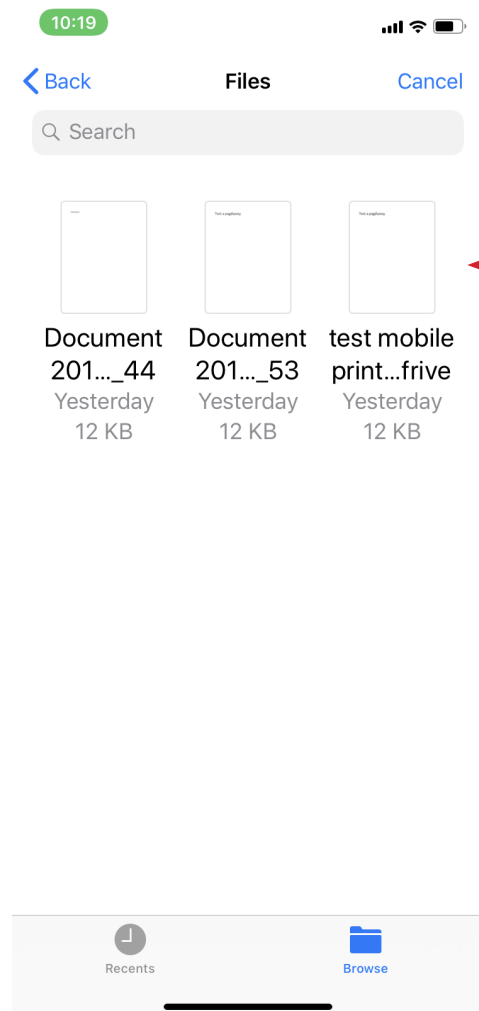 10:19
Back
Files
Cancel
Search
Document
201..._44
Yesterday
12 KB
Document
201..._53
Yesterday
12 KB
test mobile
print...frive
Yesterday
12 KB
Recents
Browse